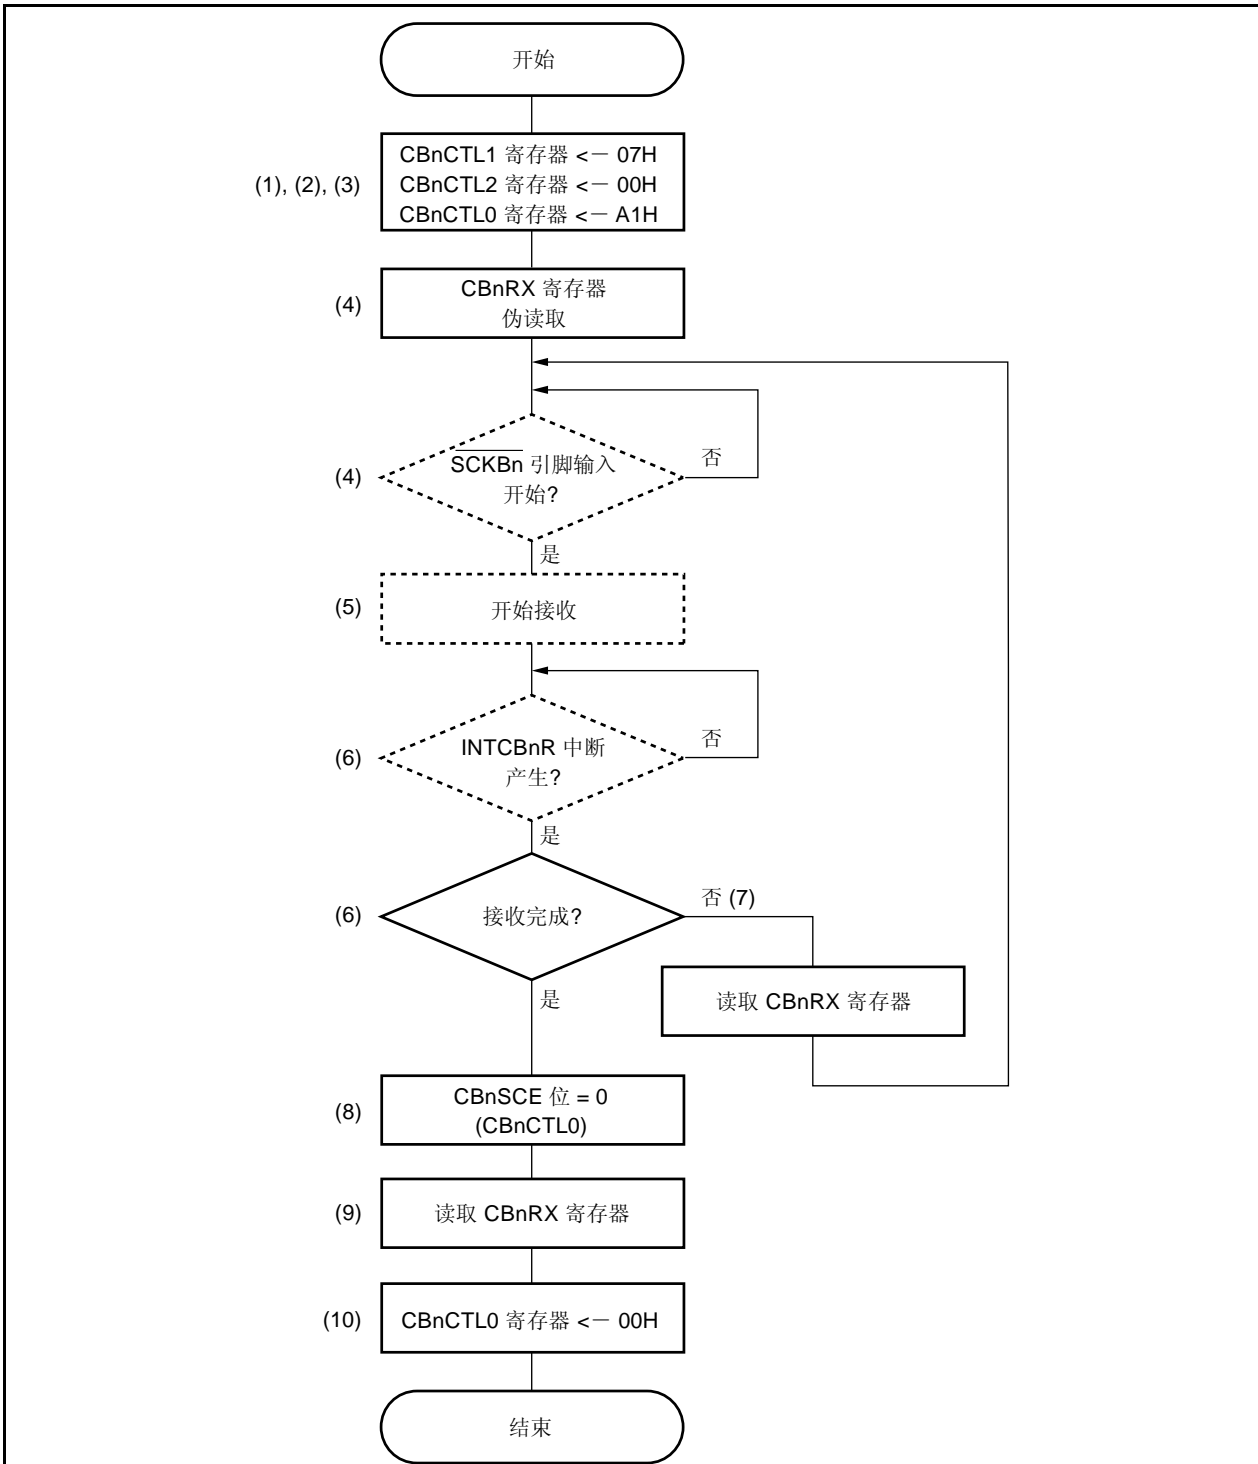 开始
(1), (2), (3)
CBnCTL1 寄存器 <− 07H
CBnCTL2 寄存器 <− 00H
CBnCTL0 寄存器 <− A1H
(4)
CBnRX 寄存器
伪读取
(4)
SCKBn 引脚输入
开始?
否
是
(5)
开始接收
(6)
INTCBnR 中断
产生?
否
是
(6)
接收完成?
否 (7)
读取 CBnRX 寄存器
是
(8)
CBnSCE 位 = 0
(CBnCTL0)
(9)
读取 CBnRX 寄存器
(10)
CBnCTL0 寄存器 <− 00H
结束